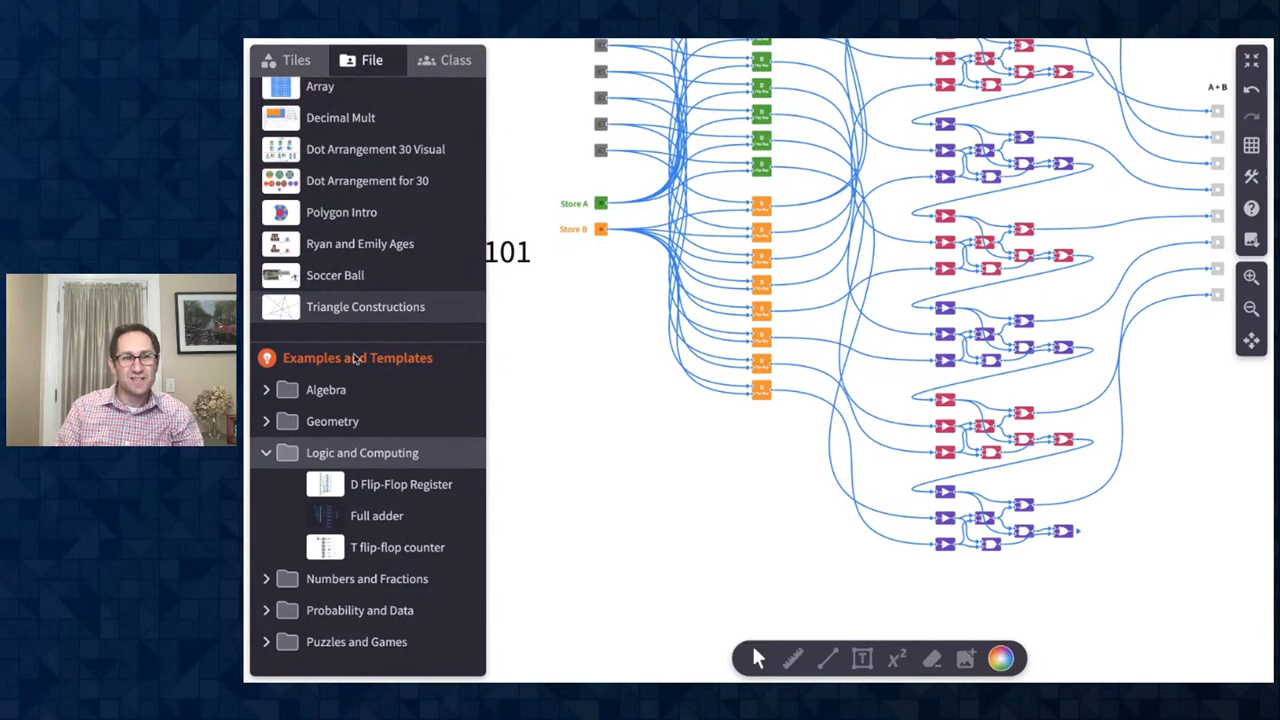 Tiles File Class
Array
Decimal Mult
Dot Arrangement 30 Visual
Dot Arrangement for 30
Polygon Intro
Ryan and Emily Ages
Soccer Ball
Triangle Constructions
Examples and Templates
Algebra
Geometry
Logic and Computing
D Flip-Flop Register
Full adder
T flip-flop counter
Numbers and Fractions
Probability and Data
Puzzles and Games
Store A
Store B
101
A + B
T x²